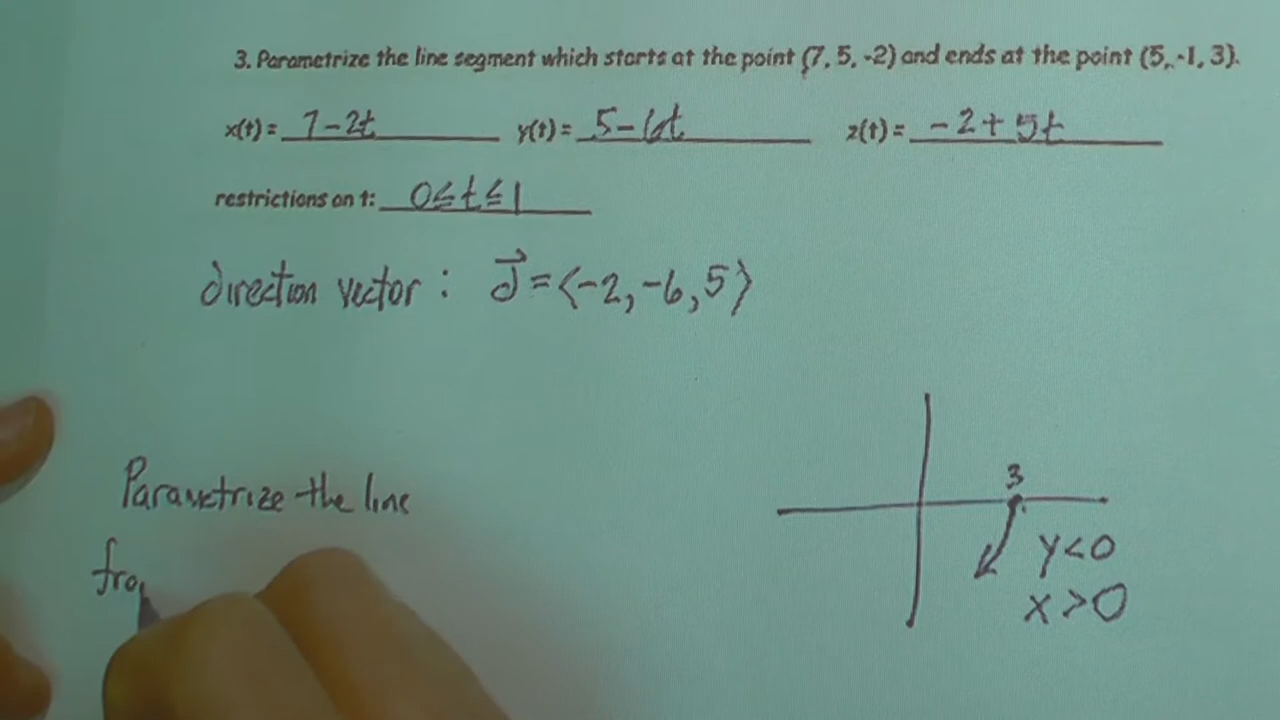 3. Parametrize the line segment which starts at the point (7, 5, -2) and ends at the point (5, -1, 3).
x(t) = 7-2t y(t) = 5-6t z(t) = -2+5t
restrictions on t: 0≤t≤1
direction vector : d⃗ = ⟨-2, -6, 5⟩
3
Parametrize the line
y<0
fro
x>0